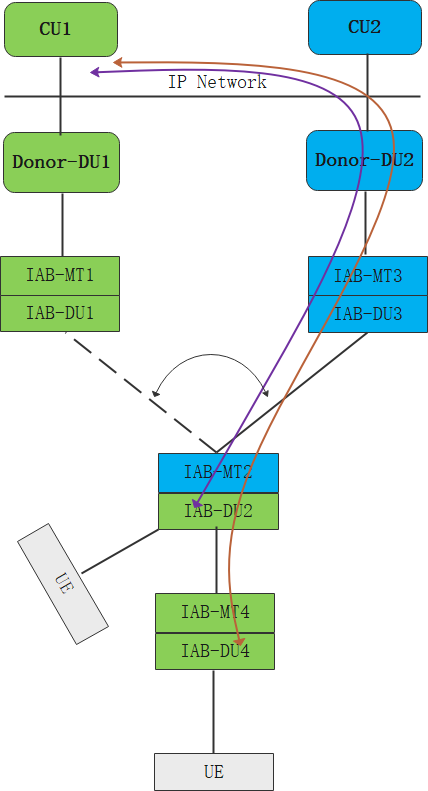 CU1
CU2
IP Network
Donor-DU1
Donor-DU2
IAB-MT1
IAB-DU1
IAB-MT3
IAB-DU3
IAB-MT2
IAB-DU2
UE
IAB-MT4
IAB-DU4
UE